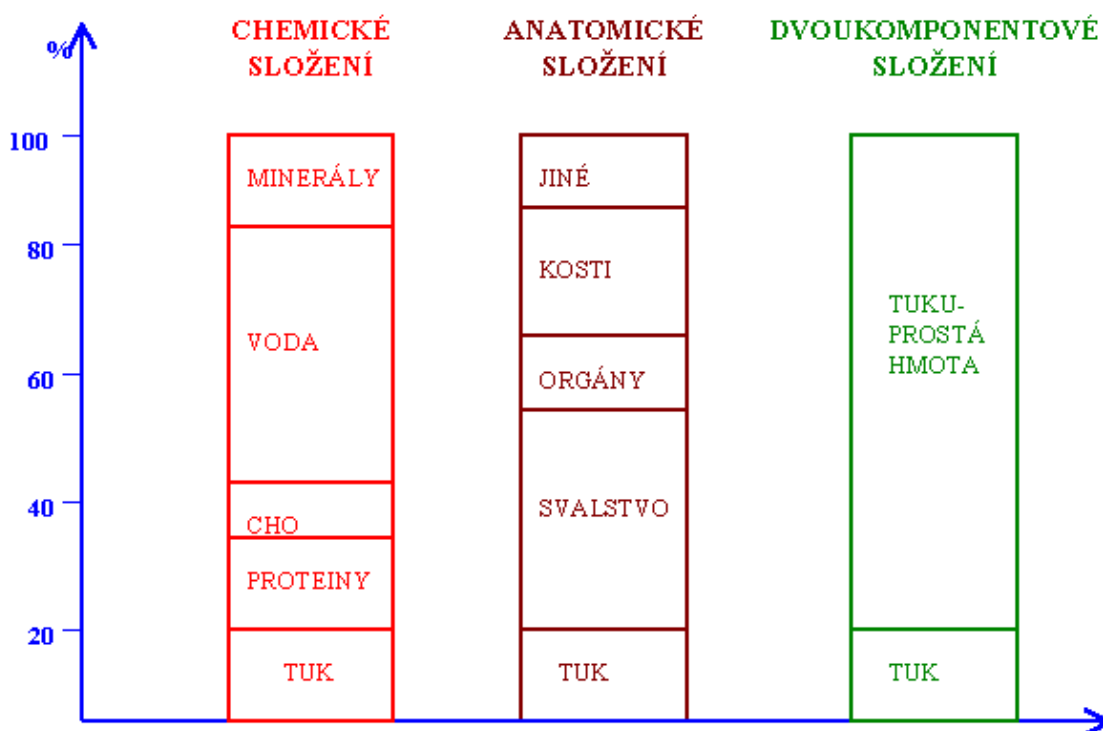 %
CHEMICKÉ
SLOŽENÍ
ANATOMICKÉ
SLOŽENÍ
DVOUKOMPONENTOVÉ
SLOŽENÍ
100
80
60
40
20
MINERÁLY
VODA
CHO
PROTEINY
TUK
JINÉ
KOSTI
ORGÁNY
SVALSTVO
TUK
TUKU-
PROSTÁ
HMOTA
TUK